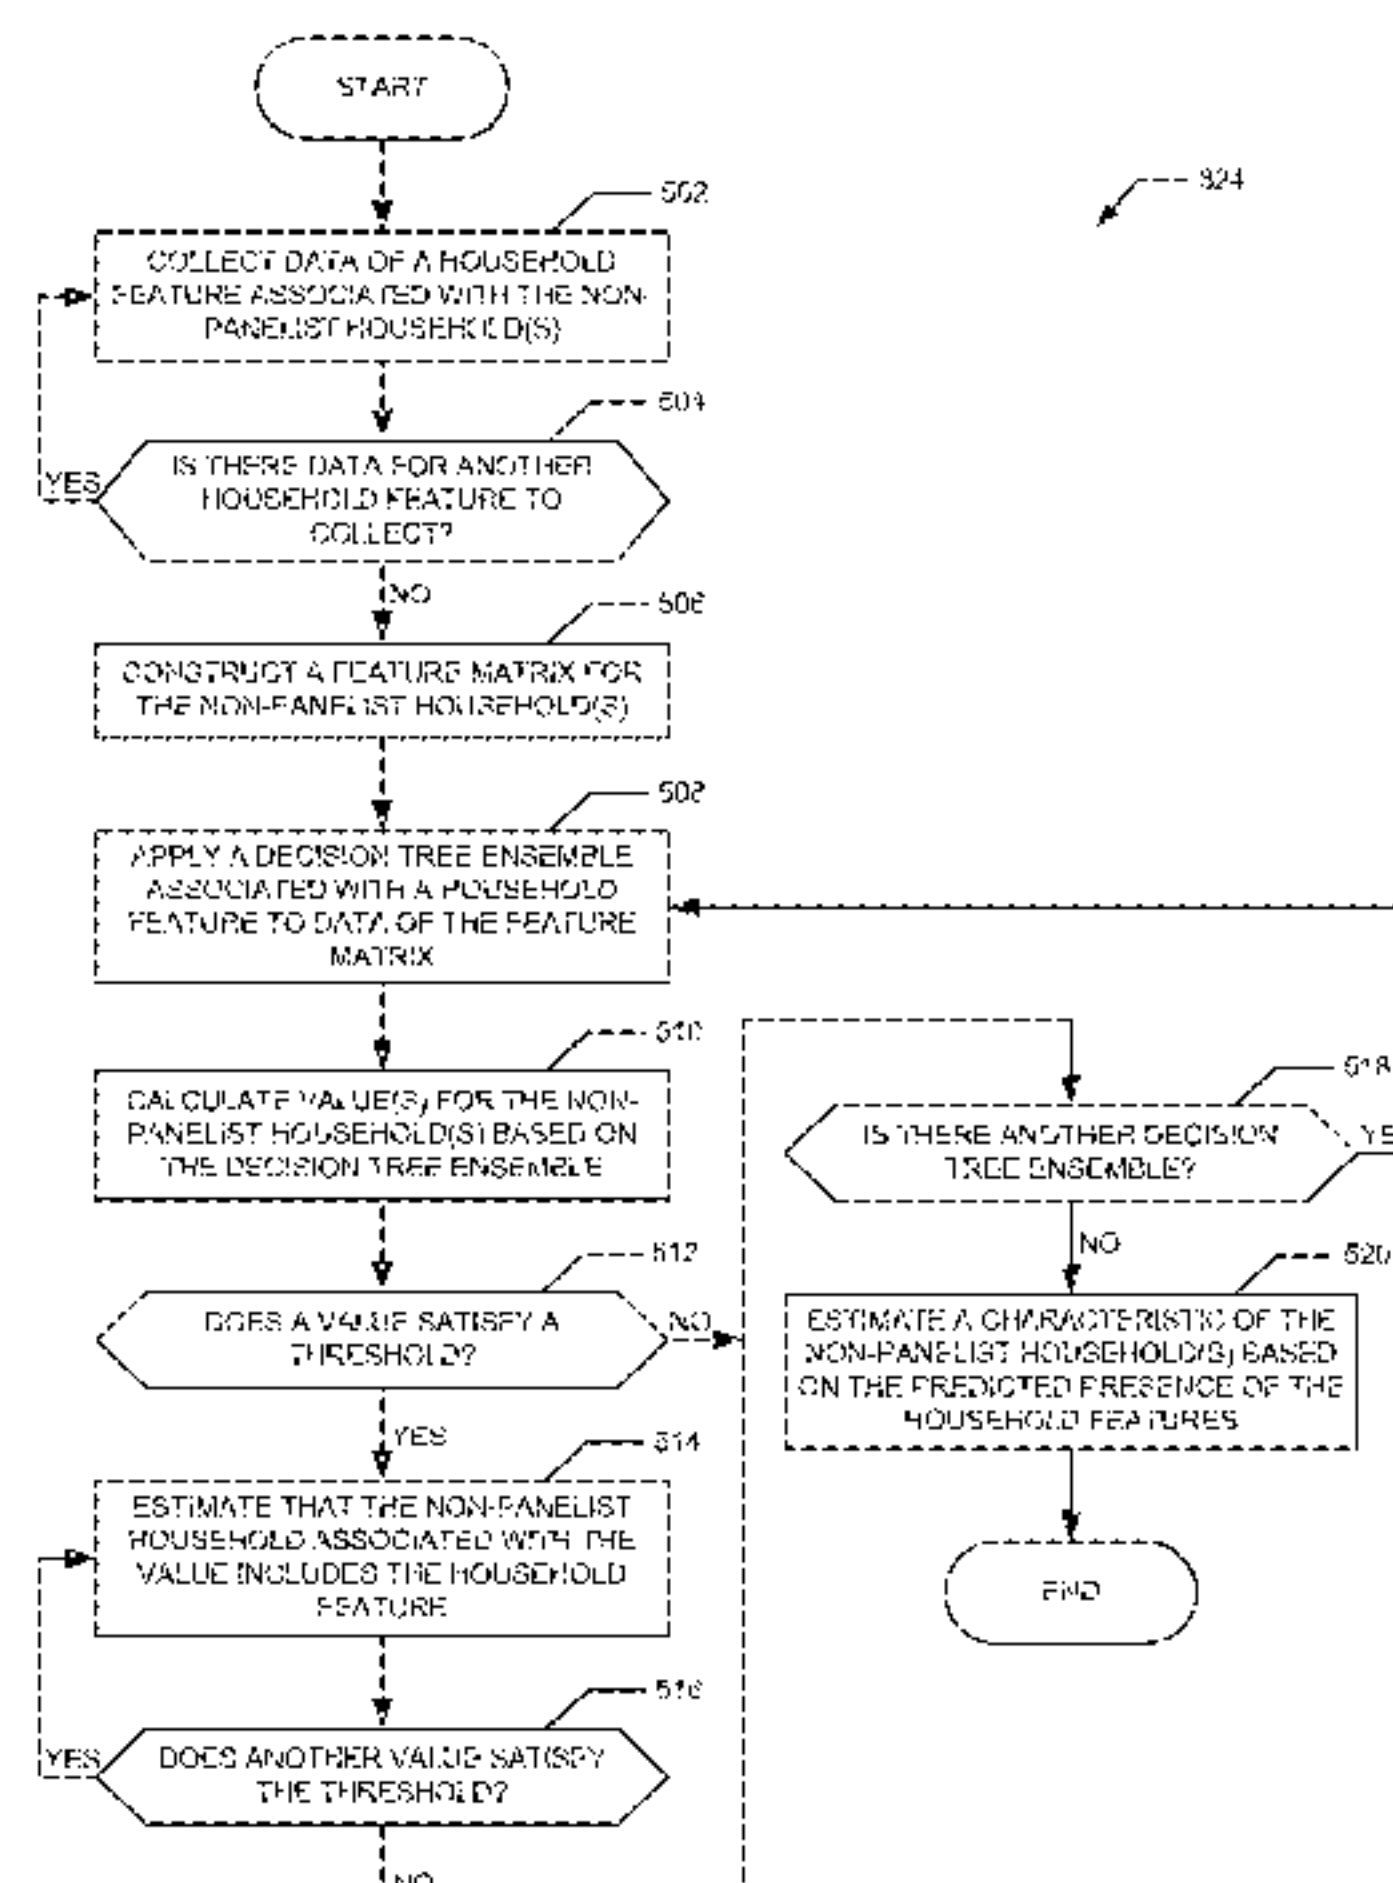 START
502
824
COLLECT DATA OF A HOUSEHOLD
FEATURE ASSOCIATED WITH THE NON-
PANELIST HOUSEHOLD(S)
504
IS THERE DATA FOR ANOTHER
HOUSEHOLD FEATURE TO
COLLECT?
YES
NO
506
CONSTRUCT A FEATURE MATRIX FOR
THE NON-PANELIST HOUSEHOLD(S)
508
APPLY A DECISION TREE ENSEMBLE
ASSOCIATED WITH A HOUSEHOLD
FEATURE TO DATA OF THE FEATURE
MATRIX
510
CALCULATE VALUE(S) FOR THE NON-
PANELIST HOUSEHOLD(S) BASED ON
THE DECISION TREE ENSEMBLE
512
DOES A VALUE SATISFY A
THRESHOLD?
NO
YES
514
ESTIMATE THAT THE NON-PANELIST
HOUSEHOLD ASSOCIATED WITH THE
VALUE INCLUDES THE HOUSEHOLD
FEATURE
516
DOES ANOTHER VALUE SATISFY
THE THRESHOLD?
YES
NO
518
IS THERE ANOTHER DECISION
TREE ENSEMBLE?
YE
NO
520
ESTIMATE A CHARACTERISTIC OF THE
NON-PANELIST HOUSEHOLD(S) BASED
ON THE PREDICTED PRESENCE OF THE
HOUSEHOLD FEATURES
END